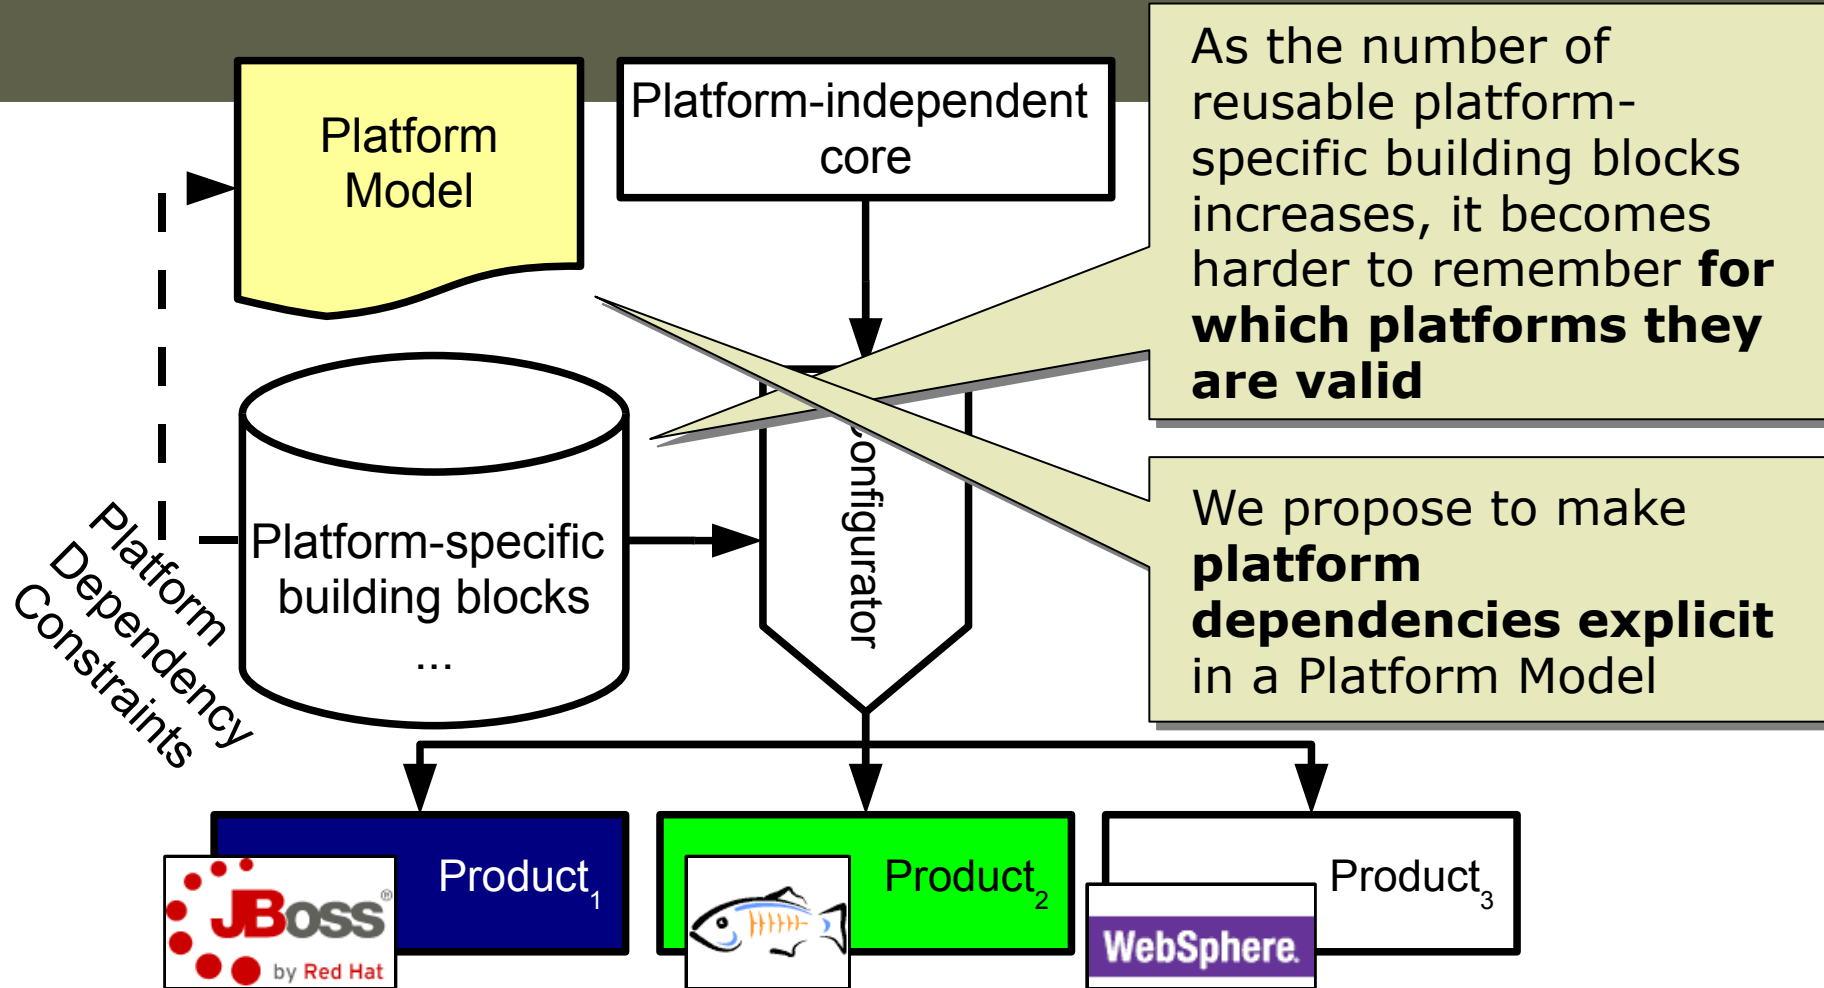 Platform
Model
Platform-independent
core
As the number of
reusable platform-
specific building blocks
increases, it becomes
harder to remember for
which platforms they
are valid
We propose to make
platform
dependencies explicit
in a Platform Model
Platform
Dependency
Constraints
Platform-specific
building blocks
...
onfigurator
Product1
JBoss®
by Red Hat
Product2
Product3
WebSphere.